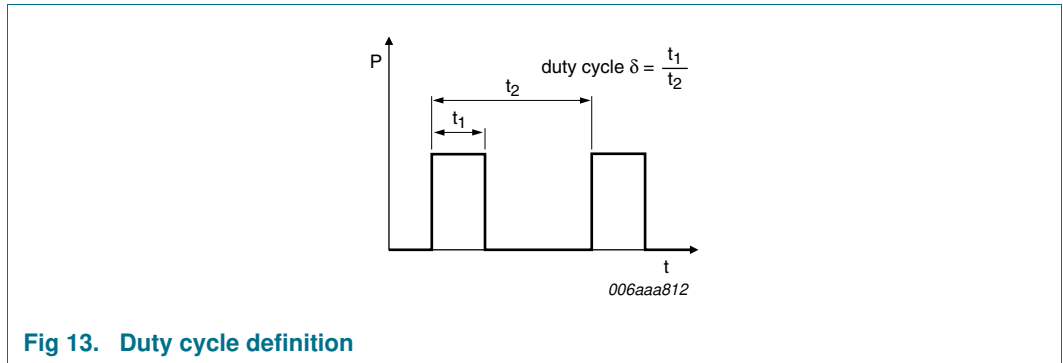 P
duty cycle δ = t1
t2
t2
t1
t
006aaa812
Fig 13. Duty cycle definition